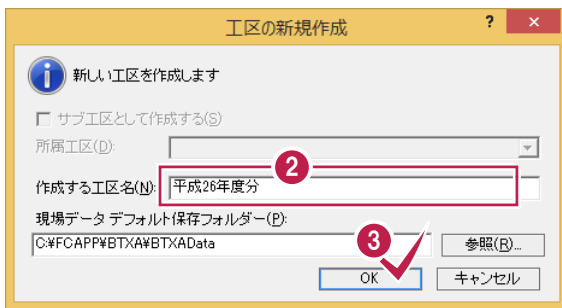 工区の新規作成
?
×
新しい工区を作成します
サブ工区として作成する(S)
所属工区(D):
2
作成する工区名(N):
平成26年度分
現場データ デフォルト保存フォルダー(P):
C:¥FCAPP¥BTXA¥BTXAData
3
参照(R)...
OK
キャンセル